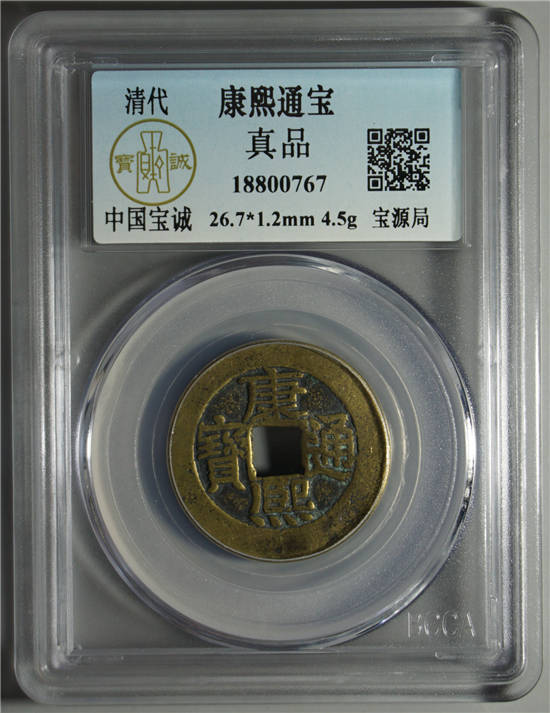 清代 康熙通宝
真品
寶 誠
18800767
中国宝诚 26.7*1.2mm 4.5g 宝源局
康熙通寶
BCCA